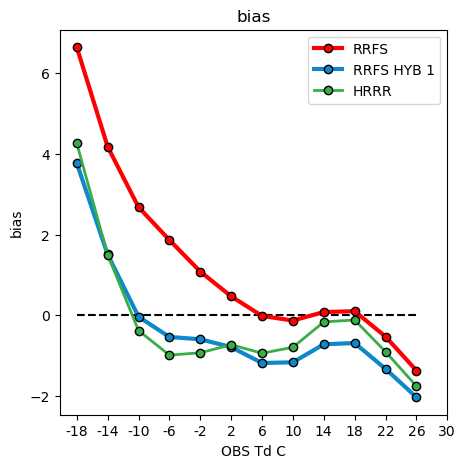 bias
RRFS
RRFS HYB 1
HRRR
bias
6
4
2
0
−2
-18 -14 -10 -6 -2 2 6 10 14 18 22 26 30
OBS Td C